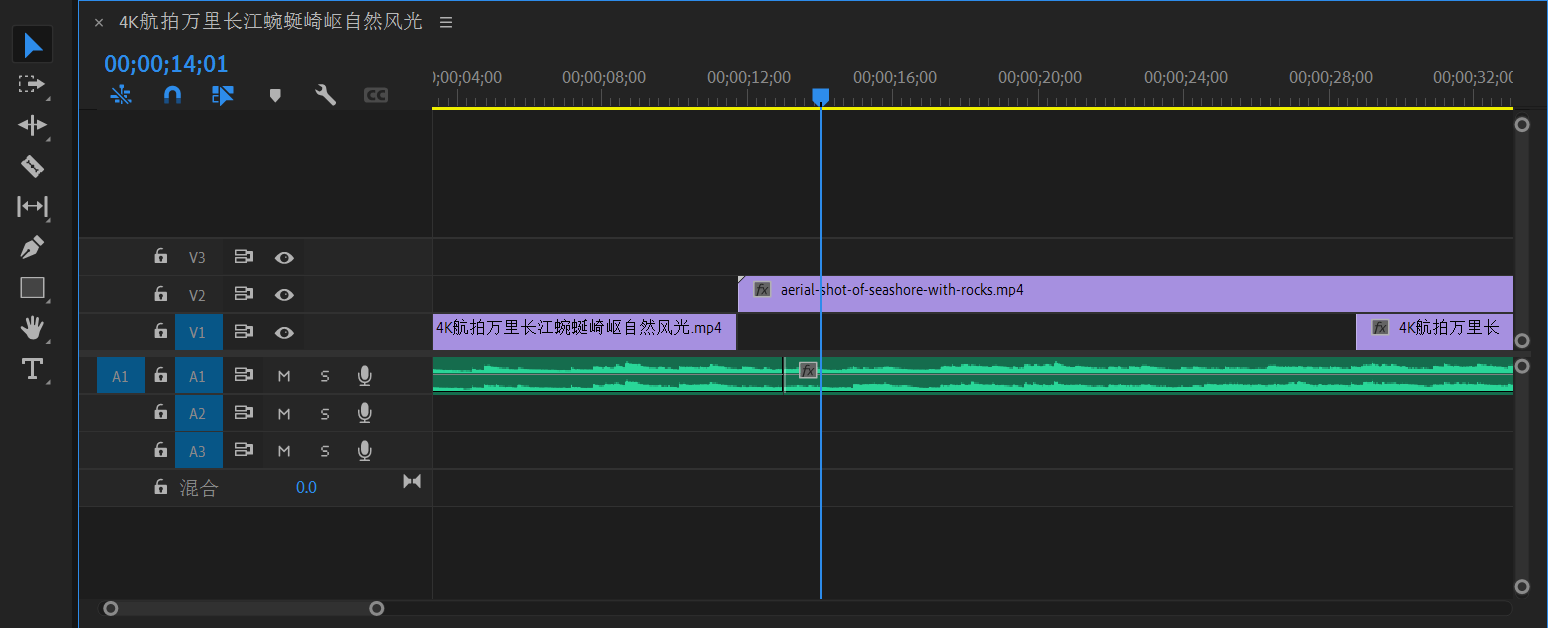 × 4K航拍万里长江蜿蜒崎岖自然风光 ≡
00;00;14;01
;00;04;00 00;00;08;00 00;00;12;00 00;00;16;00 00;00;20;00 00;00;24;00 00;00;28;00 00;00;32;00
CC
V3
V2 fx aerial-shot-of-seashore-with-rocks.mp4
V1 4K航拍万里长江蜿蜒崎岖自然风光.mp4 fx 4K航拍万里长
A1 A1 M S fx
A2 M S
A3 M S
混合 0.0
T